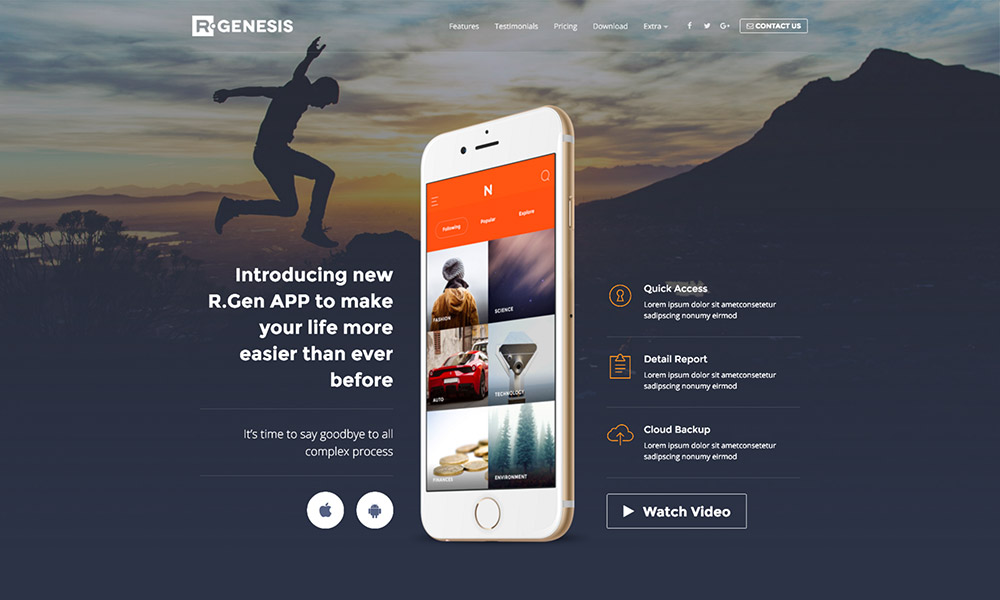 R.GENESIS
Features Testimonials Pricing Download Extra CONTACT US
Introducing new
R.Gen APP to make
your life more
easier than ever
before
It's time to say goodbye to all
complex process
N
Following Popular Explore
FASHION SCIENCE
AUTO TECHNOLOGY
FINANCES ENVIRONMENT
Quick Access
Lorem ipsum dolor sit ametconsetetur
sadipscing nonumy eirmod
Detail Report
Lorem ipsum dolor sit ametconsetetur
sadipscing nonumy eirmod
Cloud Backup
Lorem ipsum dolor sit ametconsetetur
sadipscing nonumy eirmod
Watch Video